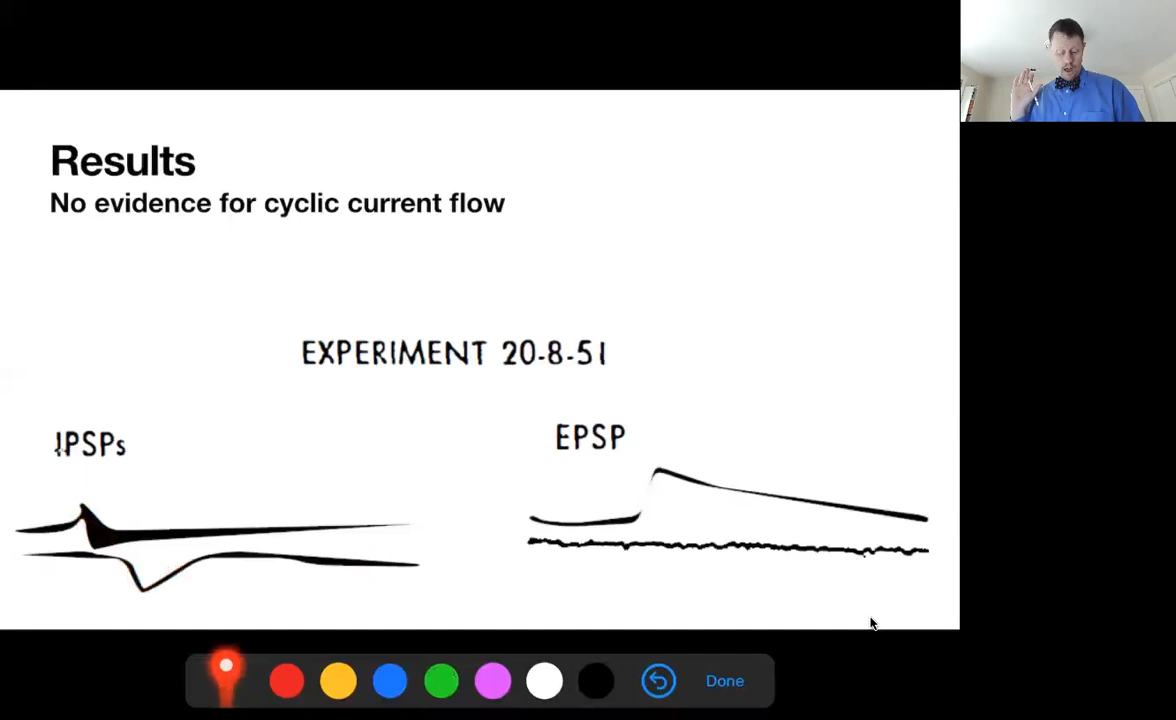 Results
No evidence for cyclic current flow
EXPERIMENT 20-8-51
IPSPs
EPSP
Done